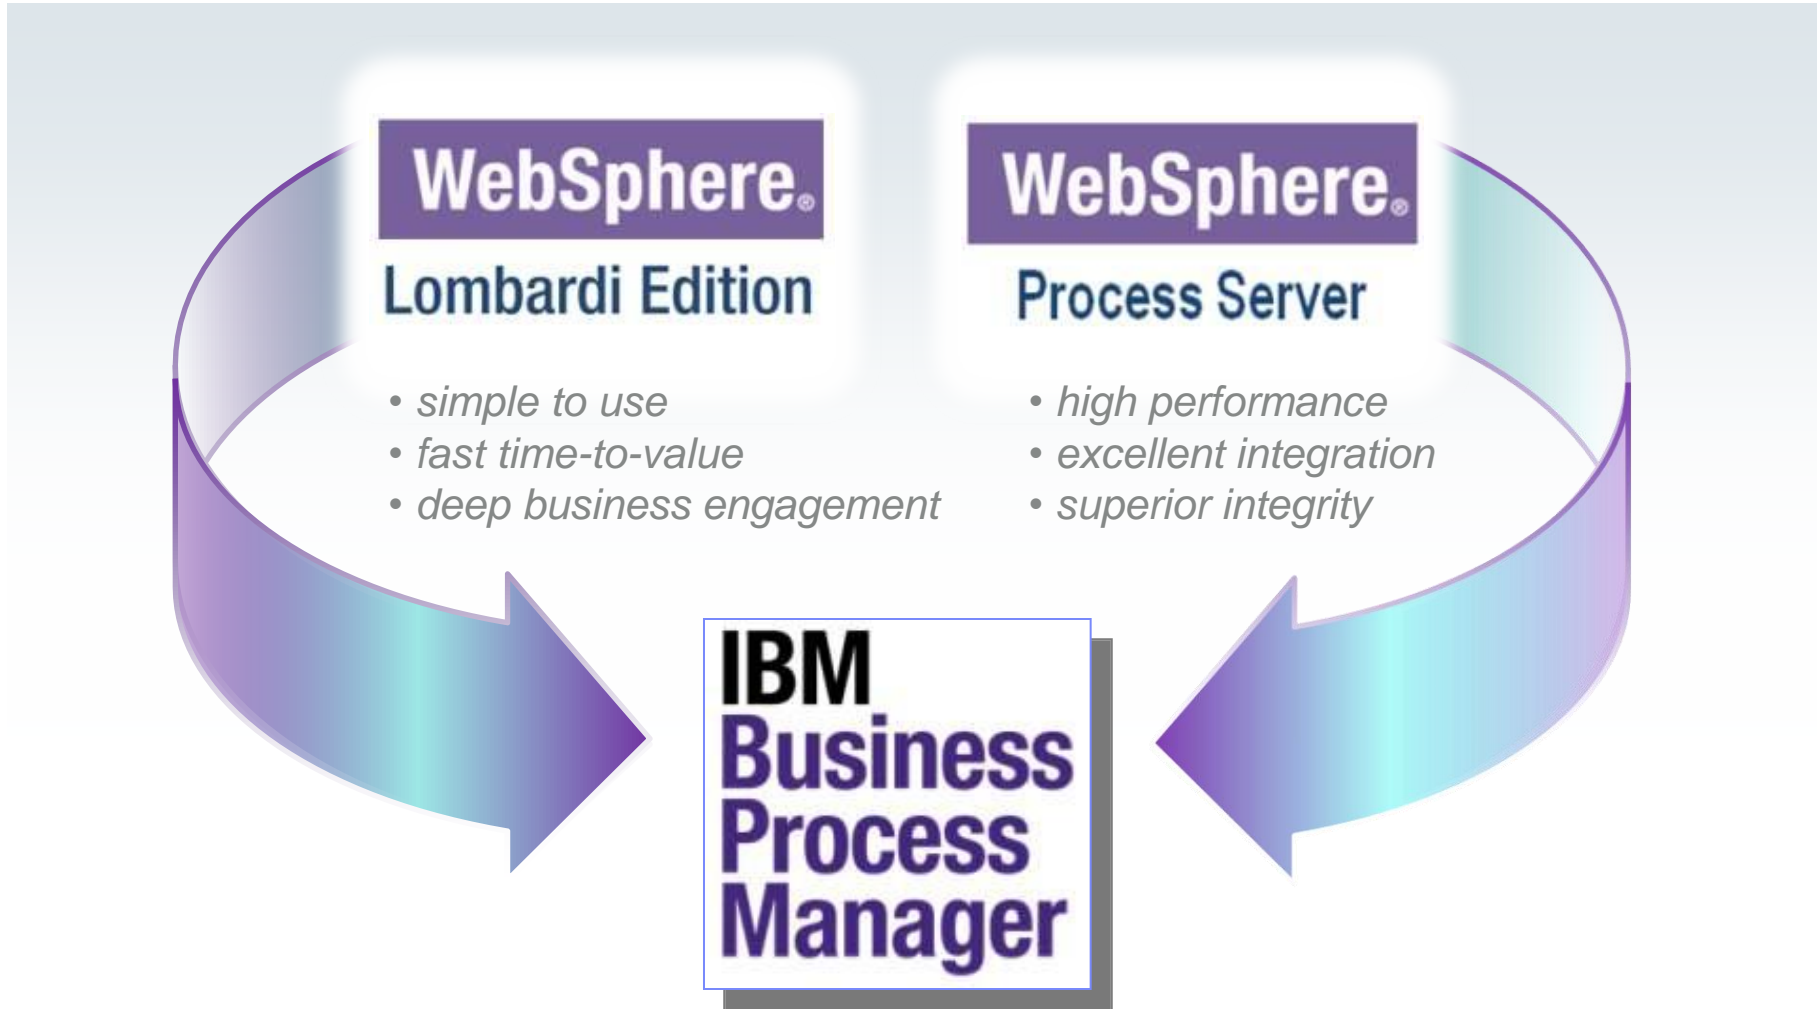 WebSphere®
Lombardi Edition
• simple to use
• fast time-to-value
• deep business engagement
WebSphere®
Process Server
• high performance
• excellent integration
• superior integrity
IBM
Business
Process
Manager